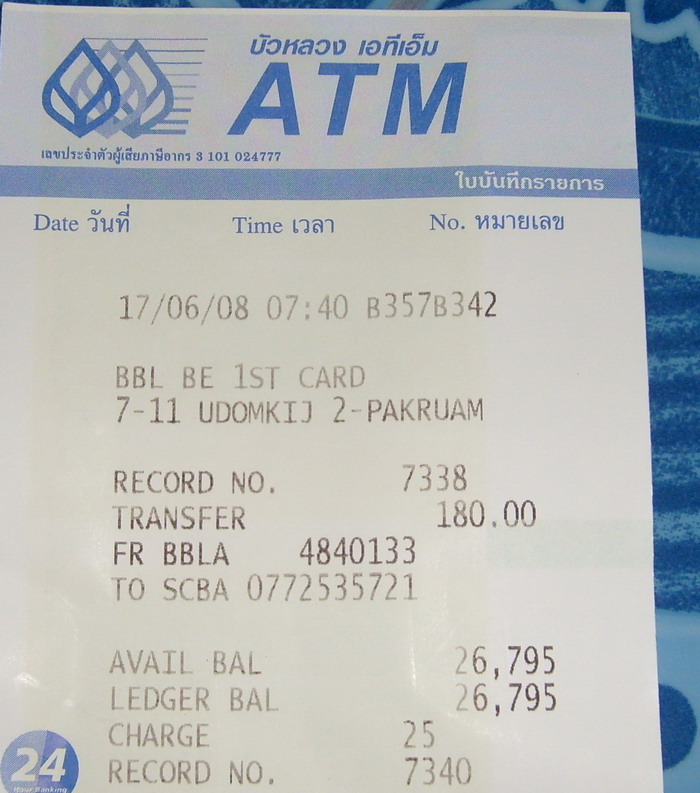 บัวหลวง เอทีเอ็ม
ATM
เลขประจำตัวผู้เสียภาษีอากร 3 101 024777
ใบบันทึกรายการ
Date วันที่ Time เวลา No. หมายเลข
17/06/08 07:40 B357B342
BBL BE 1ST CARD
7-11 UDOMKIJ 2-PAKRUAM
RECORD NO. 7338
TRANSFER 180.00
FR BBLA 4840133
TO SCBA 0772535721
AVAIL BAL 26,795
LEDGER BAL 26,795
CHARGE 25
RECORD NO. 7340
24
Hour Banking